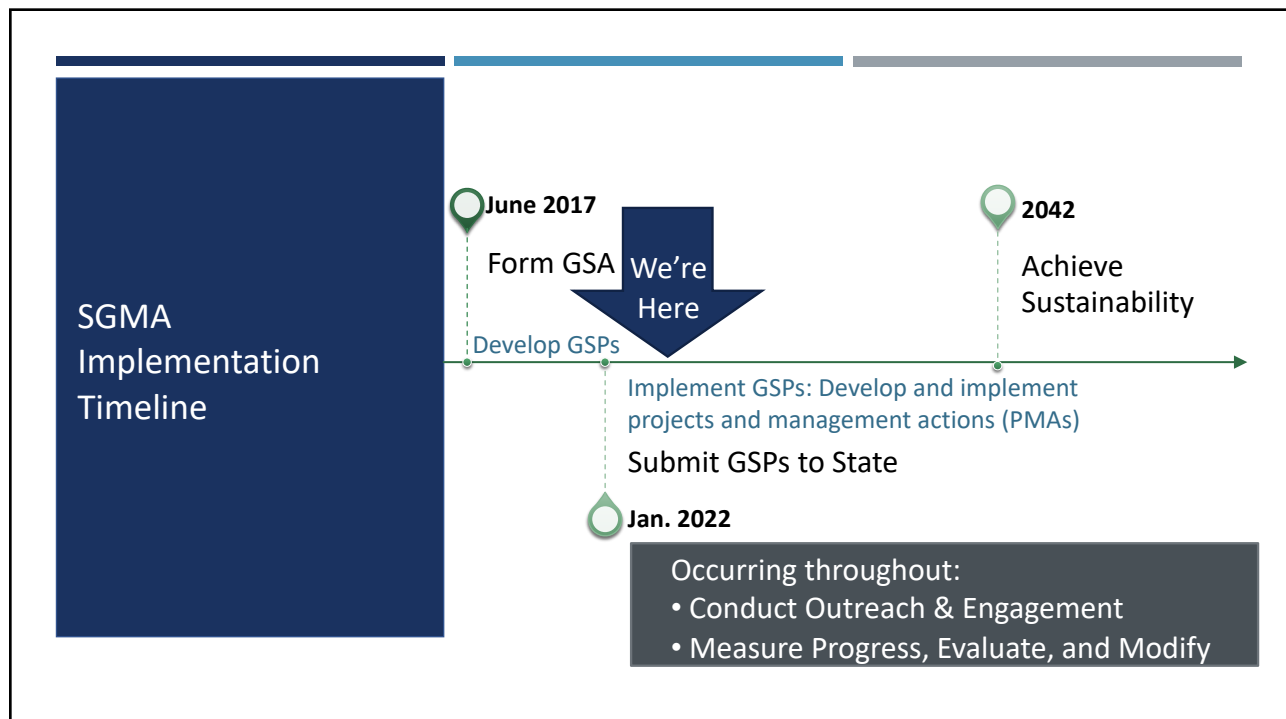 SGMA
Implementation
Timeline
June 2017
Form GSA
We’re
Here
2042
Achieve
Sustainability
Develop GSPs
Implement GSPs: Develop and implement
projects and management actions (PMAs)
Submit GSPs to State
Jan. 2022
Occurring throughout:
• Conduct Outreach & Engagement
• Measure Progress, Evaluate, and Modify